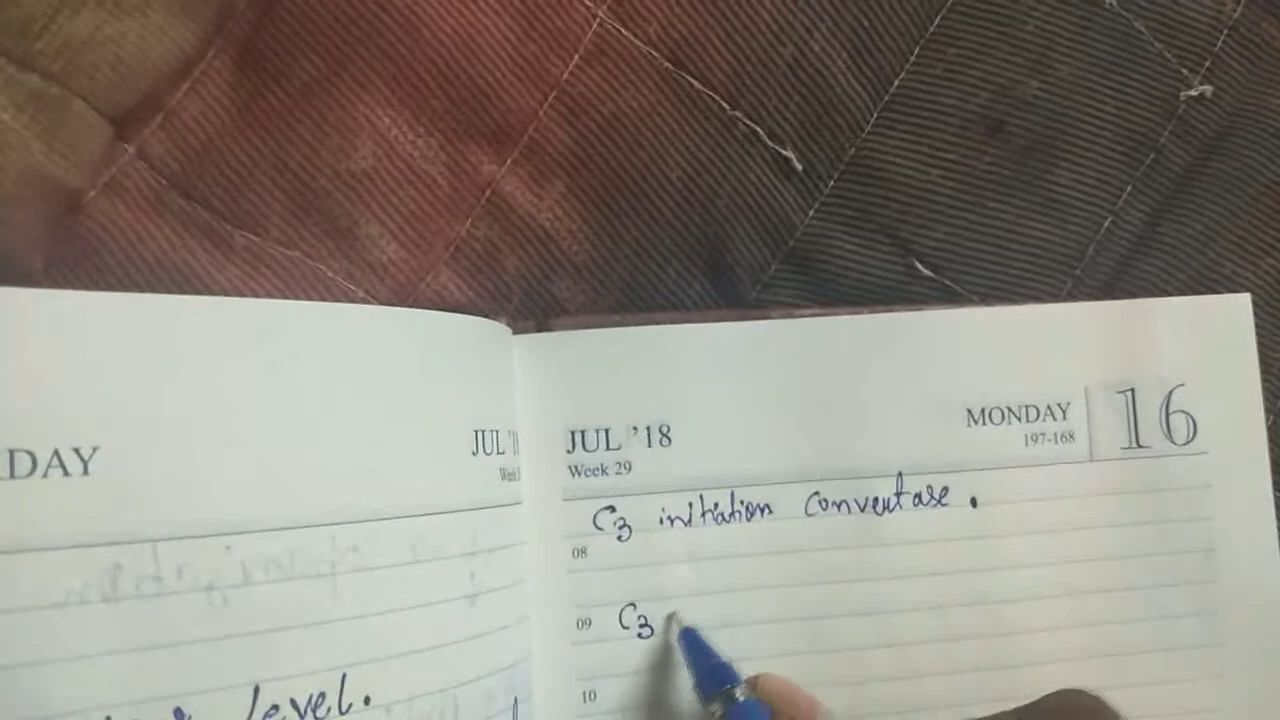 DAY
JUL '1
Week
level.
JUL '18
Week 29
MONDAY
197-168
16
C3 initiation convertase.
08
09 C3
10